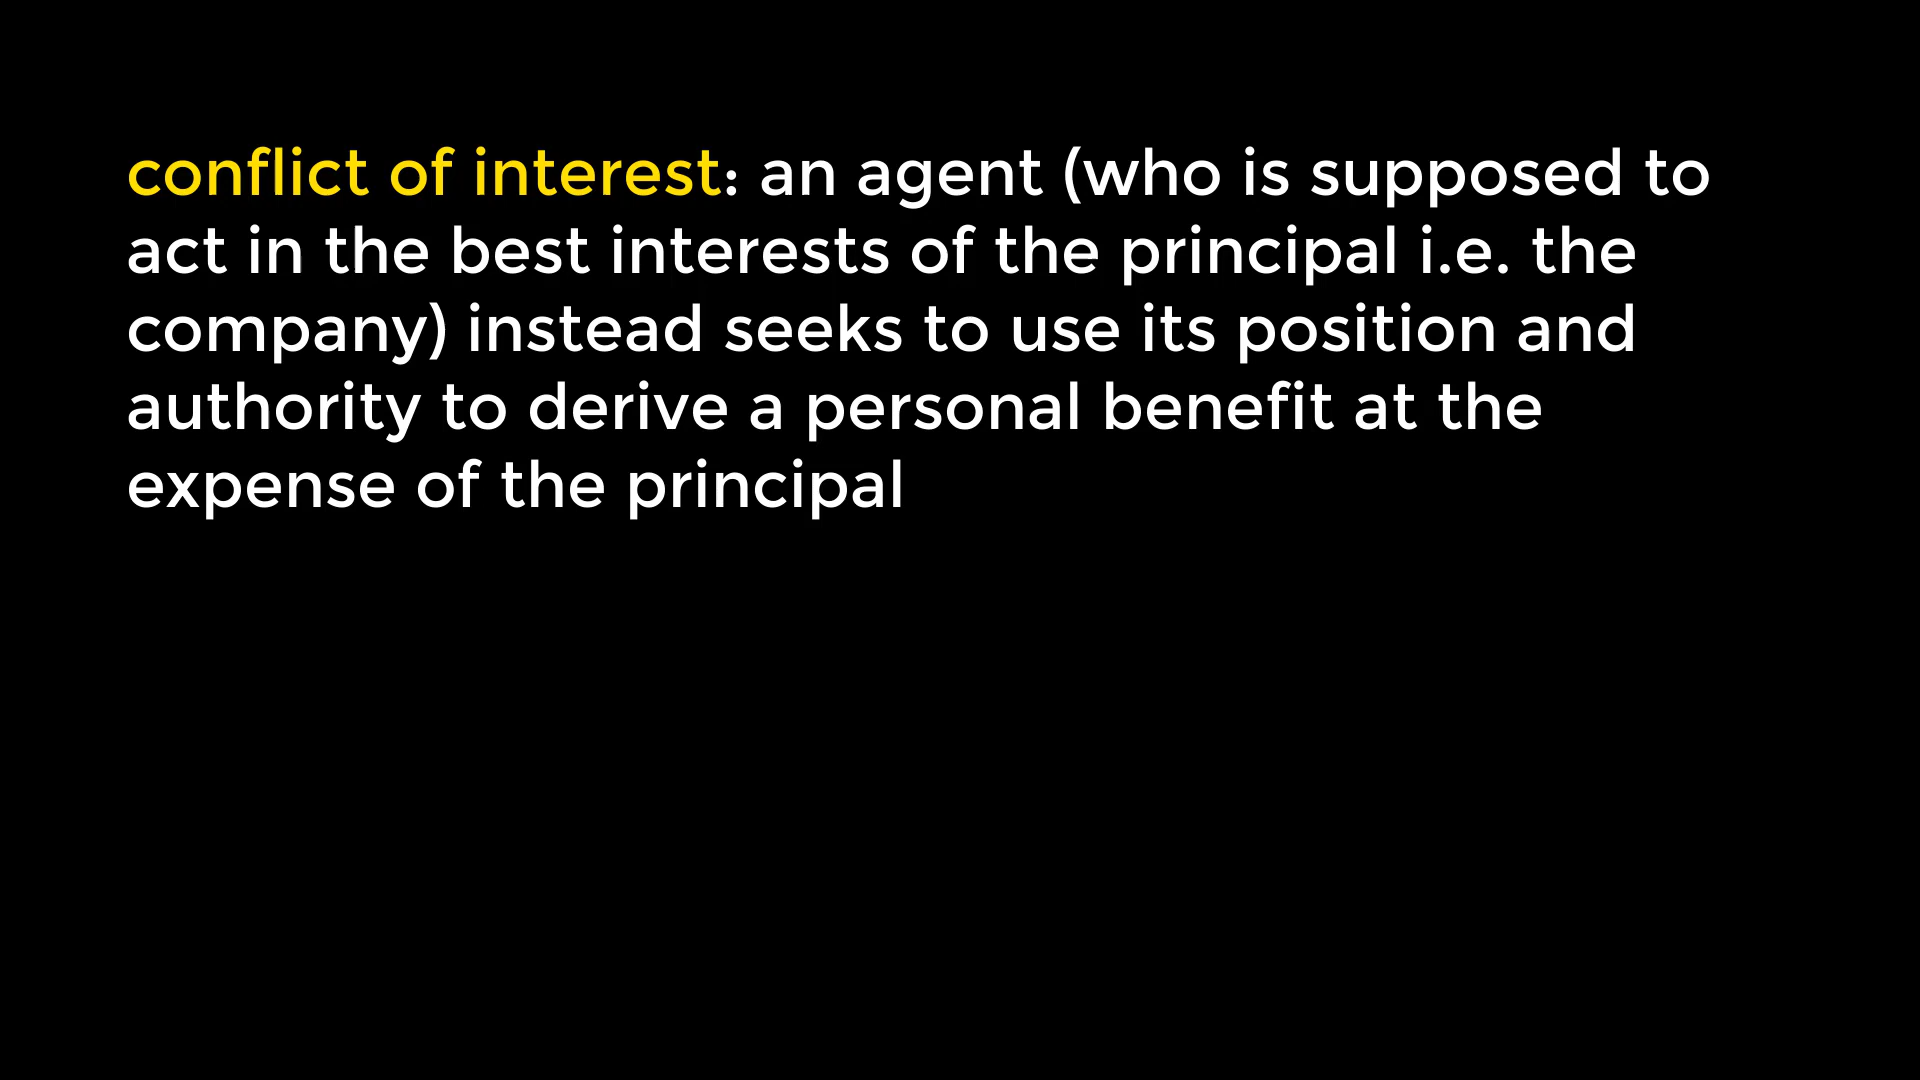 conflict of interest: an agent (who is supposed to
act in the best interests of the principal i.e. the
company) instead seeks to use its position and
authority to derive a personal benefit at the
expense of the principal